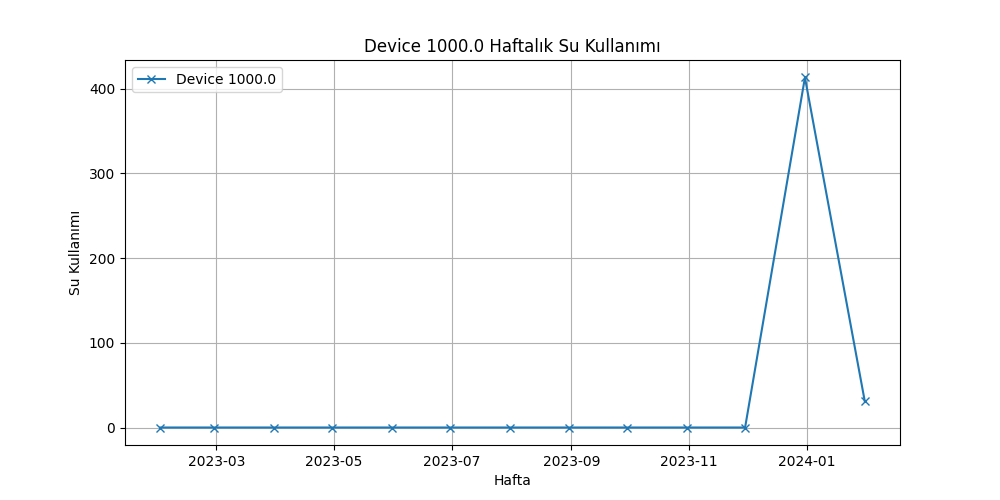 Device 1000.0 Haftalık Su Kullanımı
Device 1000.0
400
300
200
100
0
Su Kullanımı
2023-03 2023-05 2023-07 2023-09 2023-11 2024-01
Hafta